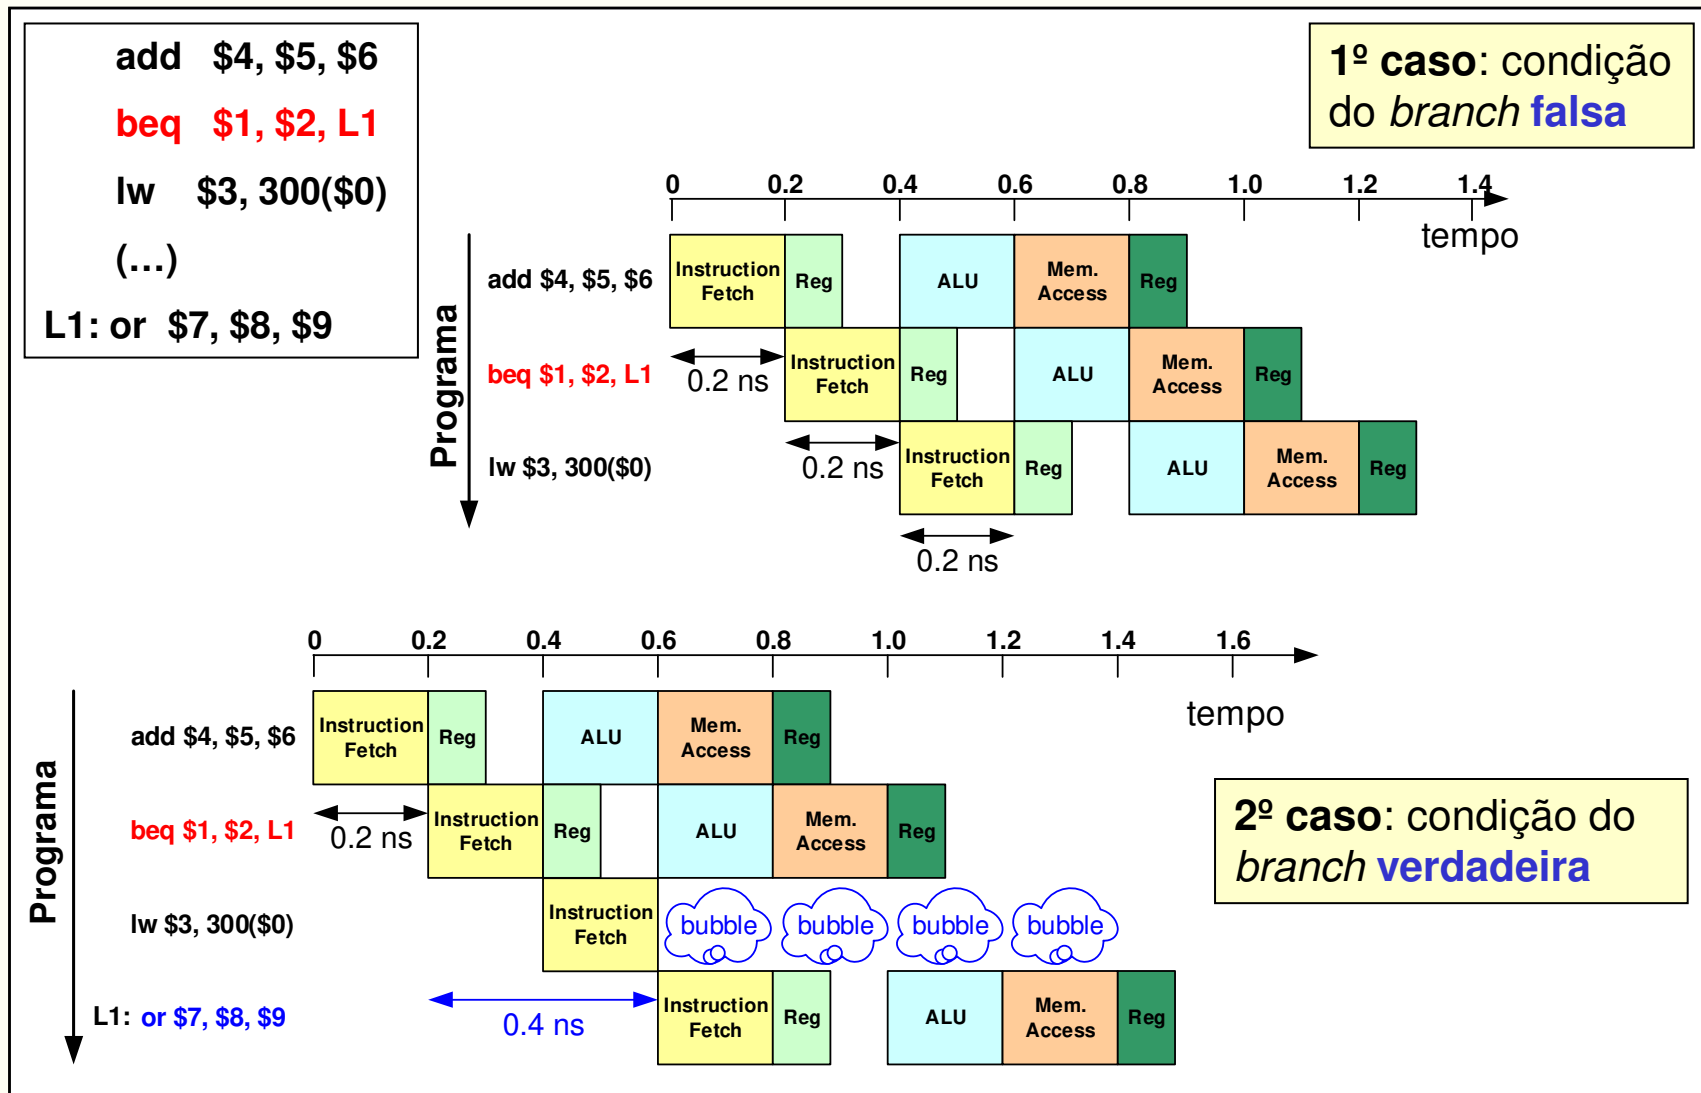 add $4, $5, $6
beq $1, $2, L1
lw $3, 300($0)
(...)
L1: or $7, $8, $9
1º caso: condição
do branch falsa
0 0.2 0.4 0.6 0.8 1.0 1.2 1.4
tempo
Programa
add $4, $5, $6
Instruction
Fetch
Reg
ALU
Mem.
Access
Reg
0.2 ns
beq $1, $2, L1
Instruction
Fetch
Reg
ALU
Mem.
Access
Reg
0.2 ns
lw $3, 300($0)
Instruction
Fetch
Reg
ALU
Mem.
Access
Reg
0.2 ns
0 0.2 0.4 0.6 0.8 1.0 1.2 1.4 1.6
tempo
Programa
add $4, $5, $6
Instruction
Fetch
Reg
ALU
Mem.
Access
Reg
0.2 ns
beq $1, $2, L1
Instruction
Fetch
Reg
ALU
Mem.
Access
Reg
2º caso: condição do
branch verdadeira
lw $3, 300($0)
Instruction
Fetch
bubble
bubble
bubble
bubble
L1: or $7, $8, $9
0.4 ns
Instruction
Fetch
Reg
ALU
Mem.
Access
Reg